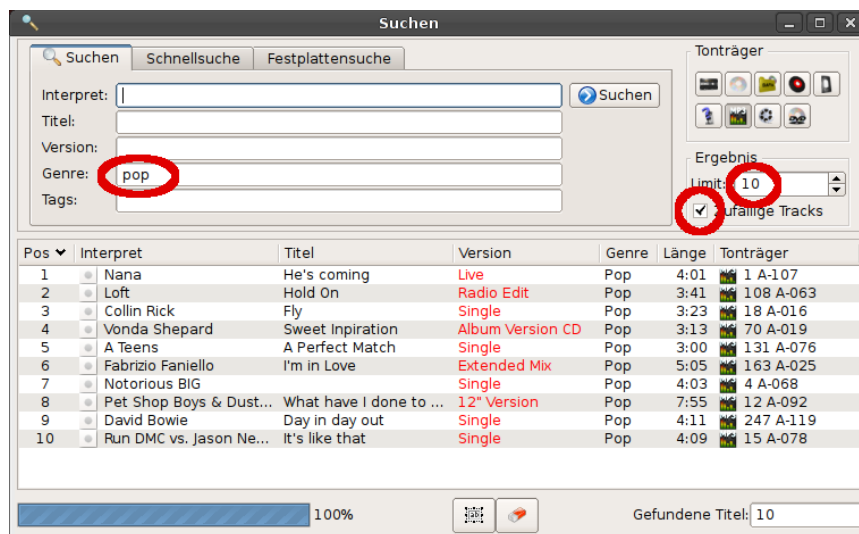 Suchen
Suchen Schnellsuche Festplattensuche
Tonträger
Interpret: Suchen
Titel:
Version:
Genre: pop
Tags:
Ergebnis
Limit: 10
Zufällige Tracks
Pos Interpret Titel Version Genre Länge Tonträger
1 Nana He's coming Live Pop 4:01 1 A-107
2 Loft Hold On Radio Edit Pop 3:41 108 A-063
3 Collin Rick Fly Single Pop 3:23 18 A-016
4 Vonda Shepard Sweet Inpiration Album Version CD Pop 3:13 70 A-019
5 A Teens A Perfect Match Single Pop 3:00 131 A-076
6 Fabrizio Faniello I'm in Love Extended Mix Pop 5:05 163 A-025
7 Notorious BIG Single Pop 4:03 4 A-068
8 Pet Shop Boys & Dust... What have I done to ... 12" Version Pop 7:55 12 A-092
9 David Bowie Day in day out Single Pop 4:11 247 A-119
10 Run DMC vs. Jason Ne... It's like that Single Pop 4:09 15 A-078
100% Gefundene Titel: 10